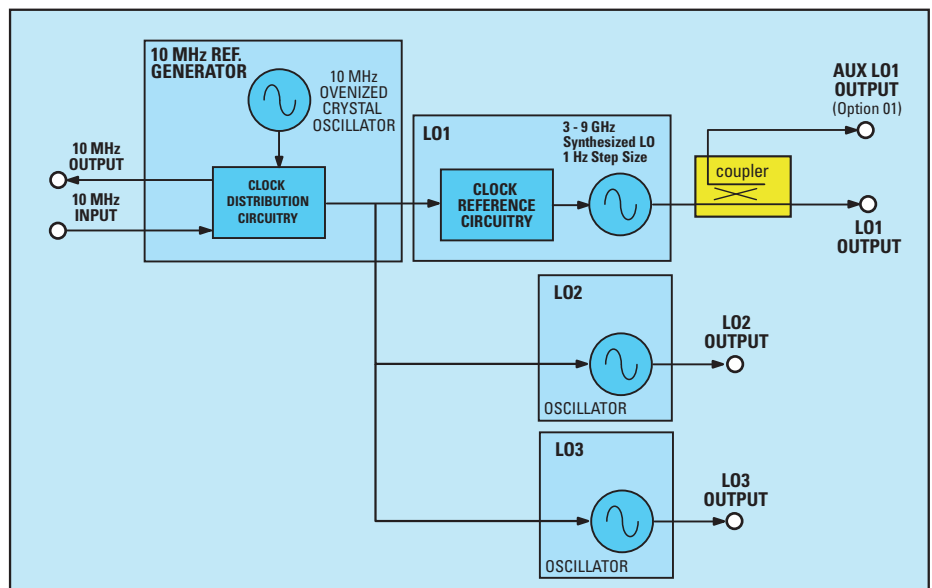 10 MHz REF.
GENERATOR
10 MHz
OVENIZED
CRYSTAL
OSCILLATOR
10 MHz
OUTPUT
10 MHz
INPUT
CLOCK
DISTRIBUTION
CIRCUITRY
LO1
3 - 9 GHz
Synthesized LO
1 Hz Step Size
CLOCK
REFERENCE
CIRCUITRY
coupler
AUX LO1
OUTPUT
(Option 01)
LO1
OUTPUT
LO2
OSCILLATOR
LO2
OUTPUT
LO3
OSCILLATOR
LO3
OUTPUT